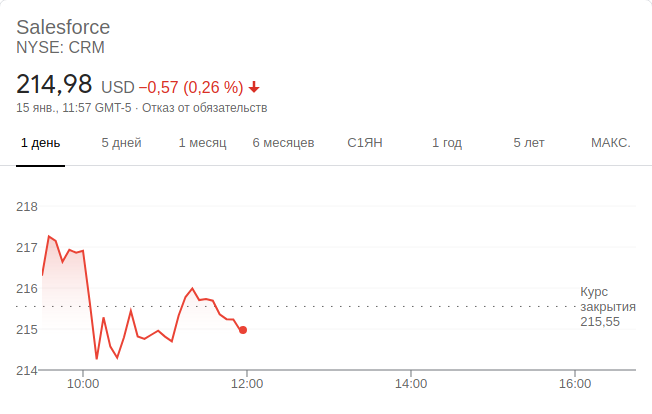 Salesforce
NYSE: CRM
214,98 USD −0,57 (0,26 %)
15 янв., 11:57 GMT-5 · Отказ от обязательств
1 день 5 дней 1 месяц 6 месяцев С1ЯН 1 год 5 лет МАКС.
218
217
216
215
214
Курс
закрытия
215,55
10:00 12:00 14:00 16:00